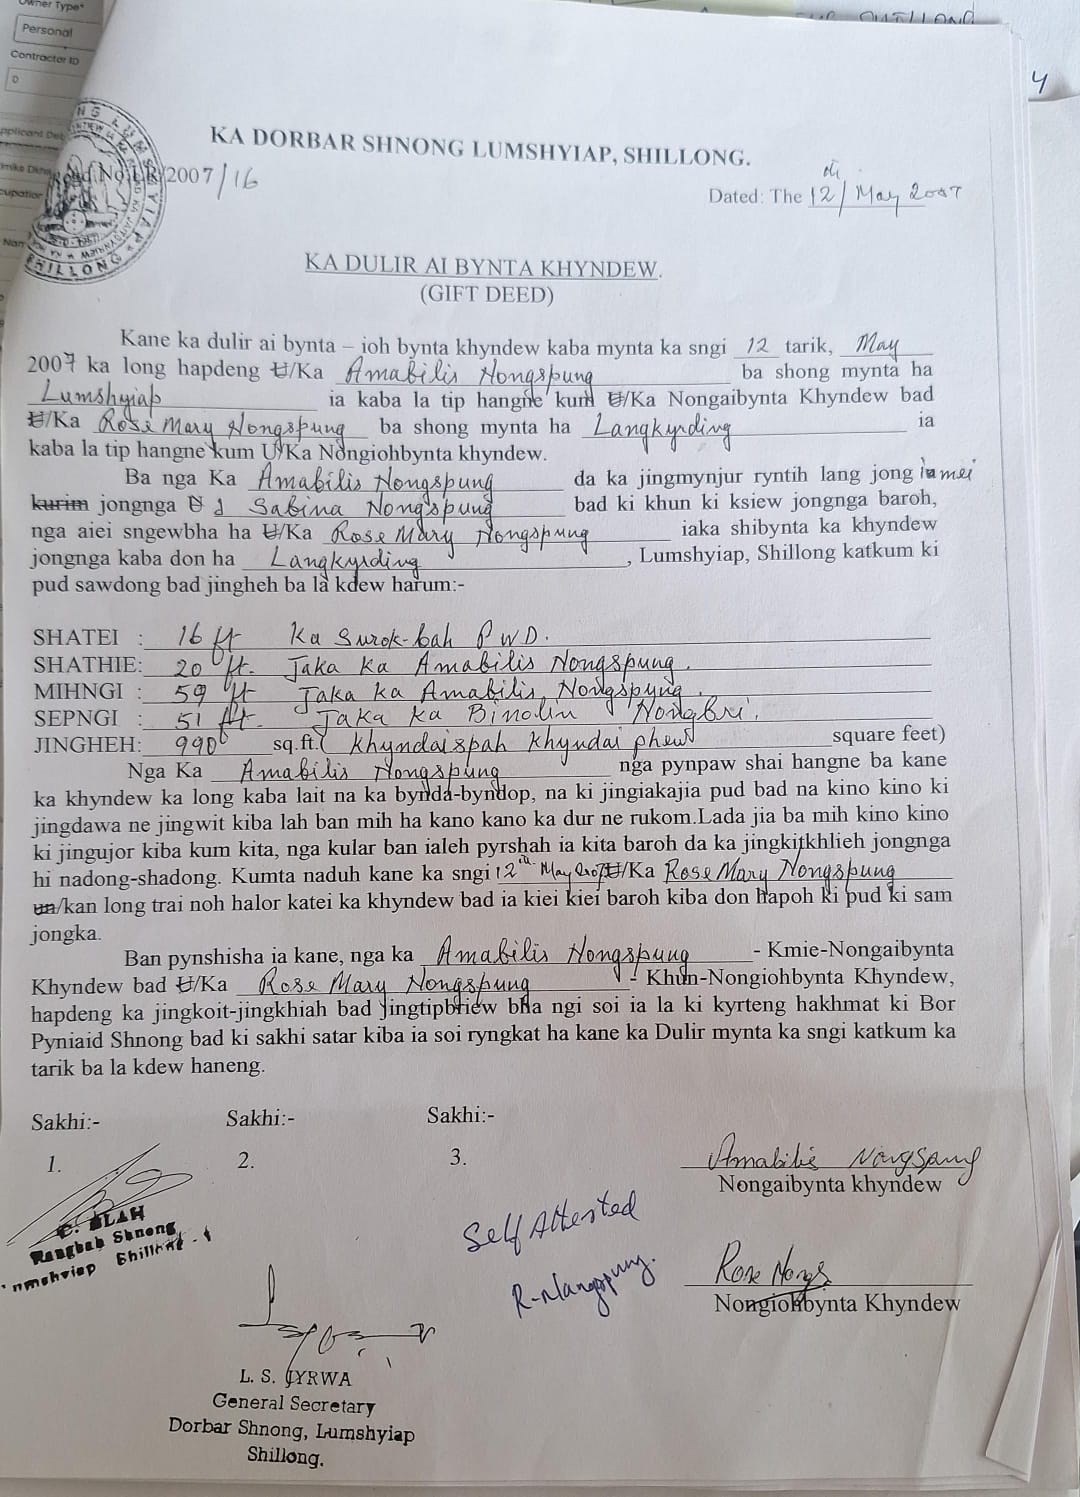 Owner Type*
Personal
Contractor ID
0
KA DORBAR SHNONG LUMSHYIAP, SHILLONG.
2007/16
Dated: The 12/ May 2007
KA DULIR AI BYNTA KHYNDEW.
(GIFT DEED)
Kane ka dulir ai bynta – ioh bynta khyndew kaba mynta ka sngi 12 tarik, May
2007 ka long hapdeng U/Ka Amabilis Nongspung ba shong mynta ha
Lumshyiap ia kaba la tip hangne kum U/Ka Nongaibynta Khyndew bad
U/Ka Rose Mary Nongspung ba shong mynta ha Langkyrding ia
kaba la tip hangne kum U/Ka Nongiohbynta khyndew.
Ba nga Ka Amabilis Nongspung da ka jingmynjur ryntih lang jong i mei
kurim jongnga Sabina Nongspung bad ki khun ki ksiew jongnga baroh,
nga aiei sngewbha ha U/Ka Rose Mary Nongspung iaka shibynta ka khyndew
jongnga kaba don ha Langkyrding, Lumshyiap, Shillong katkum ki
pud sawdong bad jingheh ba la kdew harum:-
SHATEI : 16 ft Ka Surok-bah PWD.
SHATHIE: 20 ft. Jaka Ka Amabilis Nongspung.
MIHNGI : 59 ft Jaka Ka Amabilis Nongspung.
SEPNGI : 51 ft. Jaka Ka Binolin Nongbri.
JINGHEH: 990 sq.ft.( Khyndaispah khyndai phew square feet)
Nga Ka Amabilis Nongspung nga pynpaw shai hangne ba kane
ka khyndew ka long kaba lait na ka bynda-byndop, na ki jingiakajia pud bad na kino kino ki
jingdawa ne jingwit kiba lah ban mih ha kano kano ka dur ne rukom.Lada jia ba mih kino kino
ki jingujor kiba kum kita, nga kular ban ialeh pyrshah ia kita baroh da ka jingkitkhlieh jongnga
hi nadong-shadong. Kumta naduh kane ka sngi 12th May 2007 U/Ka Rose Mary Nongspung
un/kan long trai noh halor katei ka khyndew bad ia kiei kiei baroh kiba don hapoh ki pud ki sam
jongka.
Ban pynshisha ia kane, nga ka Amabilis Nongspung - Kmie-Nongaibynta
Khyndew bad U/Ka Rose Mary Nongspung - Khun-Nongiohbynta Khyndew,
hapdeng ka jingkoit-jingkhiah bad jingtipbriew bha ngi soi ia la ki kyrteng hakhmat ki Bor
Pyniaid Shnong bad ki sakhi satar kiba ia soi ryngkat ha kane ka Dulir mynta ka sngi katkum ka
tarik ba la kdew haneng.
Sakhi:- Sakhi:- Sakhi:-
1. 2. 3.
Amabilis Nongspung
Nongaibynta khyndew
BLAH
Rangbah Shnong
Shillong
Self Attested
R-Nongspung.
Rose Nongs
Nongiohbynta Khyndew
L. S. SYRWA
General Secretary
Dorbar Shnong, Lumshyiap
Shillong.